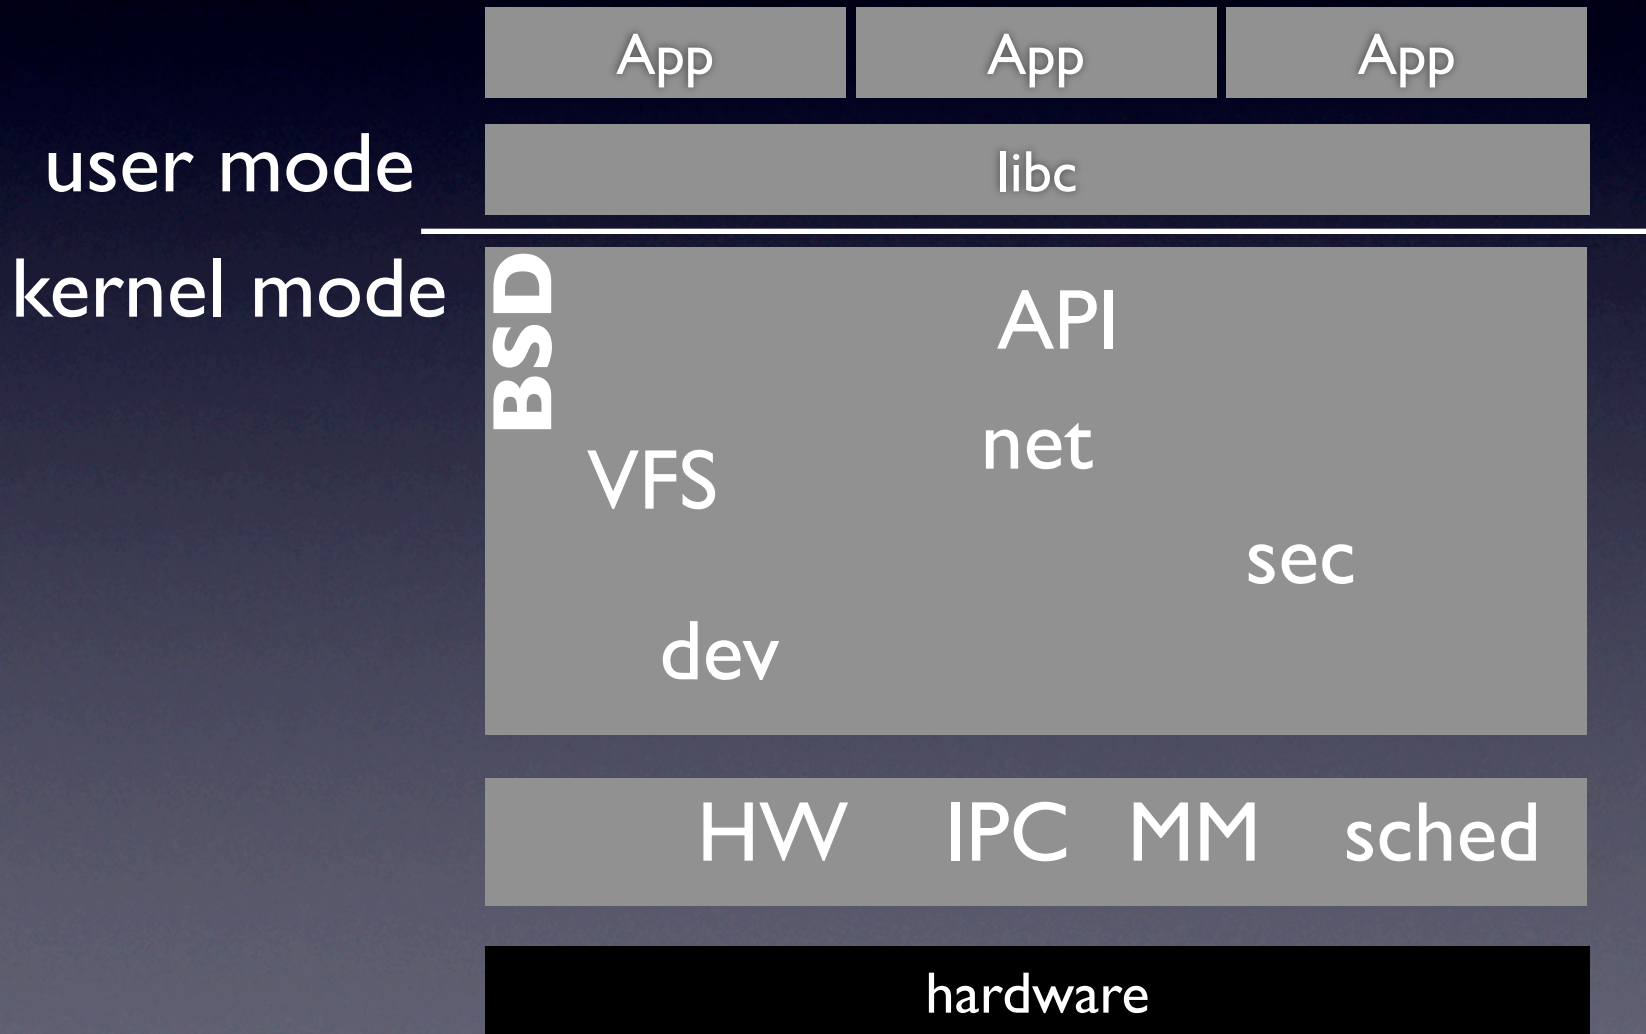 App App App
user mode
libc
kernel mode
BSD
API
net
VFS
sec
dev
HW IPC MM sched
hardware